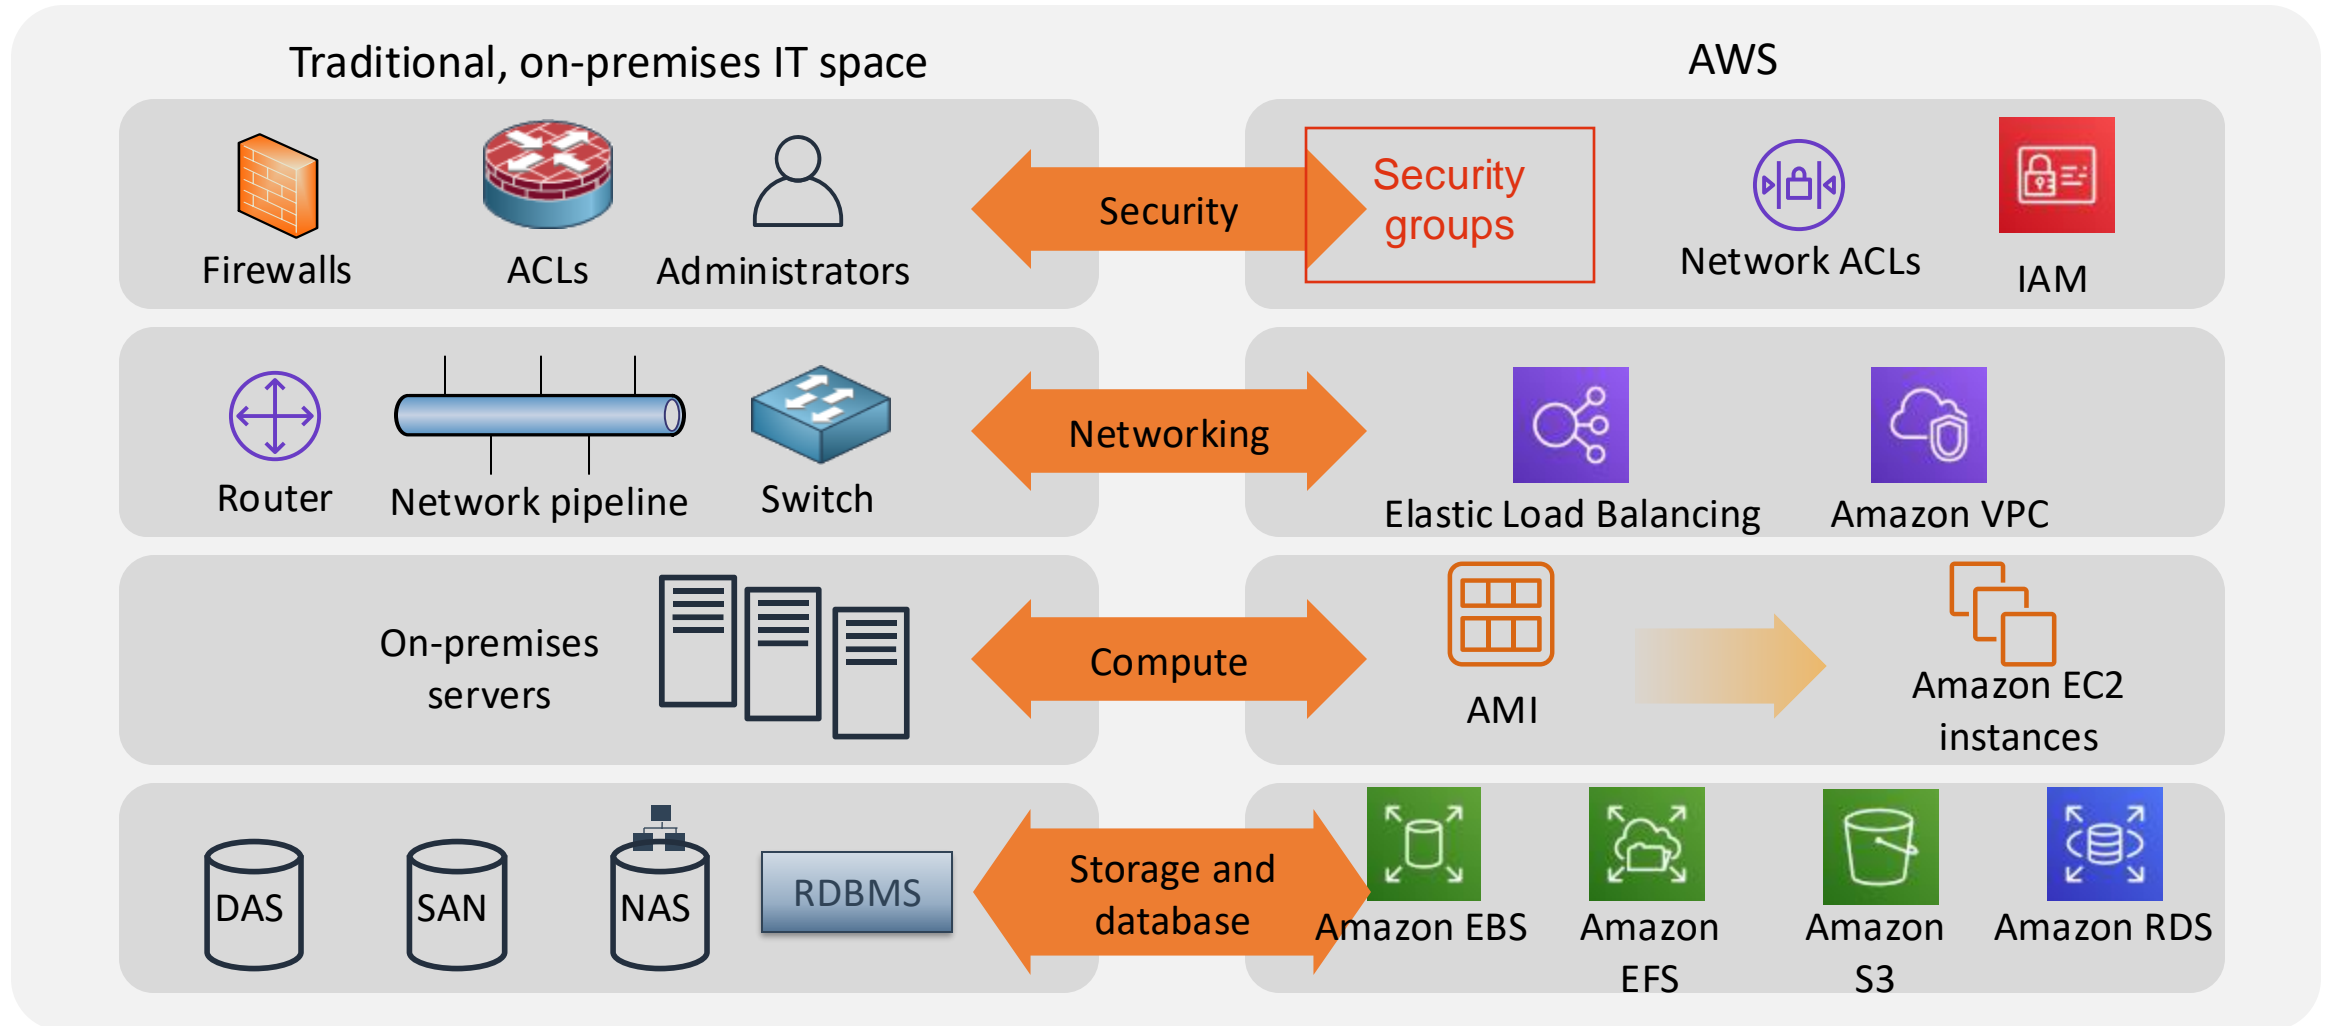 Traditional, on-premises IT space
AWS
Firewalls
ACLs
Administrators
Security
Security
groups
Network ACLs
IAM
Router
Network pipeline
Switch
Networking
Elastic Load Balancing
Amazon VPC
On-premises
servers
Compute
AMI
Amazon EC2
instances
DAS
SAN
NAS
RDBMS
Storage and
database
Amazon EBS
Amazon
EFS
Amazon
S3
Amazon RDS